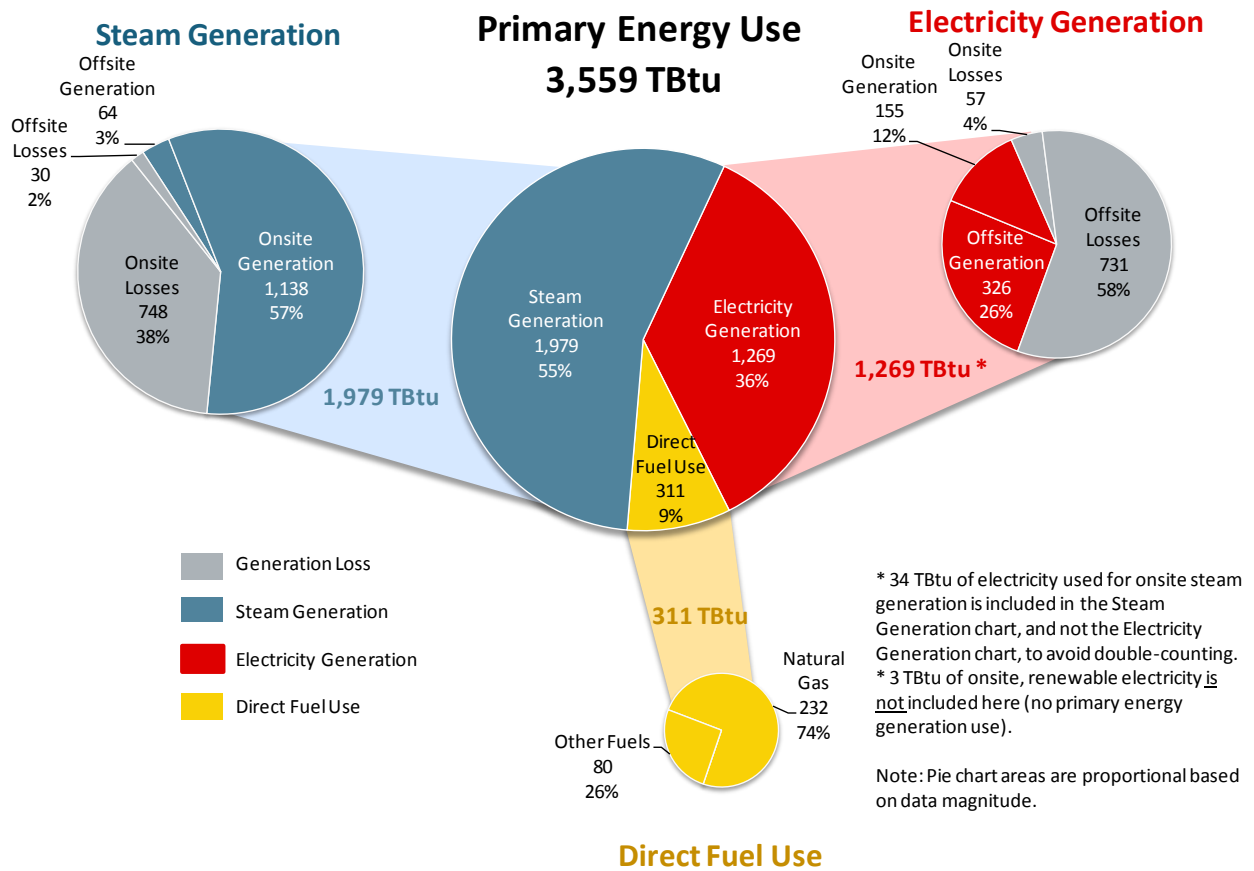 Steam Generation
Primary Energy Use
3,559 TBtu
Electricity Generation
Offsite
Generation
64
3%
Offsite
Losses
30
2%
Onsite
Losses
748
38%
Onsite
Generation
1,138
57%
1,979 TBtu
Steam
Generation
1,979
55%
Electricity
Generation
1,269
36%
Direct
Fuel Use
311
9%
Onsite
Generation
155
12%
Onsite
Losses
57
4%
Offsite
Losses
731
58%
Offsite
Generation
326
26%
1,269 TBtu *
Generation Loss
Steam Generation
Electricity Generation
Direct Fuel Use
311 TBtu
Natural
Gas
232
74%
Other Fuels
80
26%
Direct Fuel Use
* 34 TBtu of electricity used for onsite steam
generation is included in the Steam
Generation chart, and not the Electricity
Generation chart, to avoid double-counting.
* 3 TBtu of onsite, renewable electricity is
not included here (no primary energy
generation use).
Note: Pie chart areas are proportional based
on data magnitude.